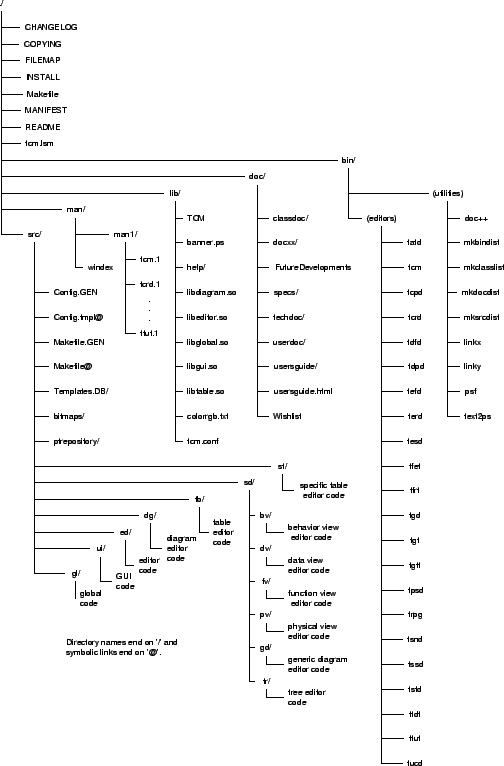 /
CHANGELOG
COPYING
FILEMAP
INSTALL
Makefile
MANIFEST
README
tcm.lsm
bin/
doc/
lib/
(utilities)
man/
(editors)
src/
man1/
TCM
classdoc/
doc++
banner.ps
docxx/
tatd
mkbindist
tcm.1
windex
help/
FutureDevelopments
tcm
mkclasslist
tcrd.1
.
.
.
Config.GEN
libdiagram.so
specs/
tcpd
mkdocdist
Config.tmpl@
libeditor.so
techdoc/
tcrd
mksrcdist
ttut.1
Makefile.GEN
libglobal.so
userdoc/
tdfd
linkx
Makefile@
libgui.so
usersguide/
tdpd
linky
Templates.DB/
libtable.so
usersguide.html
tefd
psf
bitmaps/
colorrgb.txt
Wishlist
terd
text2ps
ptrepository/
tcm.conf
tesd
st/
tfet
specific table
editor code
sd/
tfrt
tb/
dg/
bv/
tgd
table
editor
code
behavior view
editor code
ed/
diagram
editor
code
tgt
ui/
dv/
editor
code
data view
editor code
tgtt
gl/
GUI
code
fv/
tpsd
global
code
function view
editor code
trpg
pv/
physical view
editor code
tsnd
Directory names end on '/' and
symbolic links end on '@'.
gd/
generic diagram
editor code
tssd
tr/
tree editor
code
tstd
ttdt
ttut
tucd